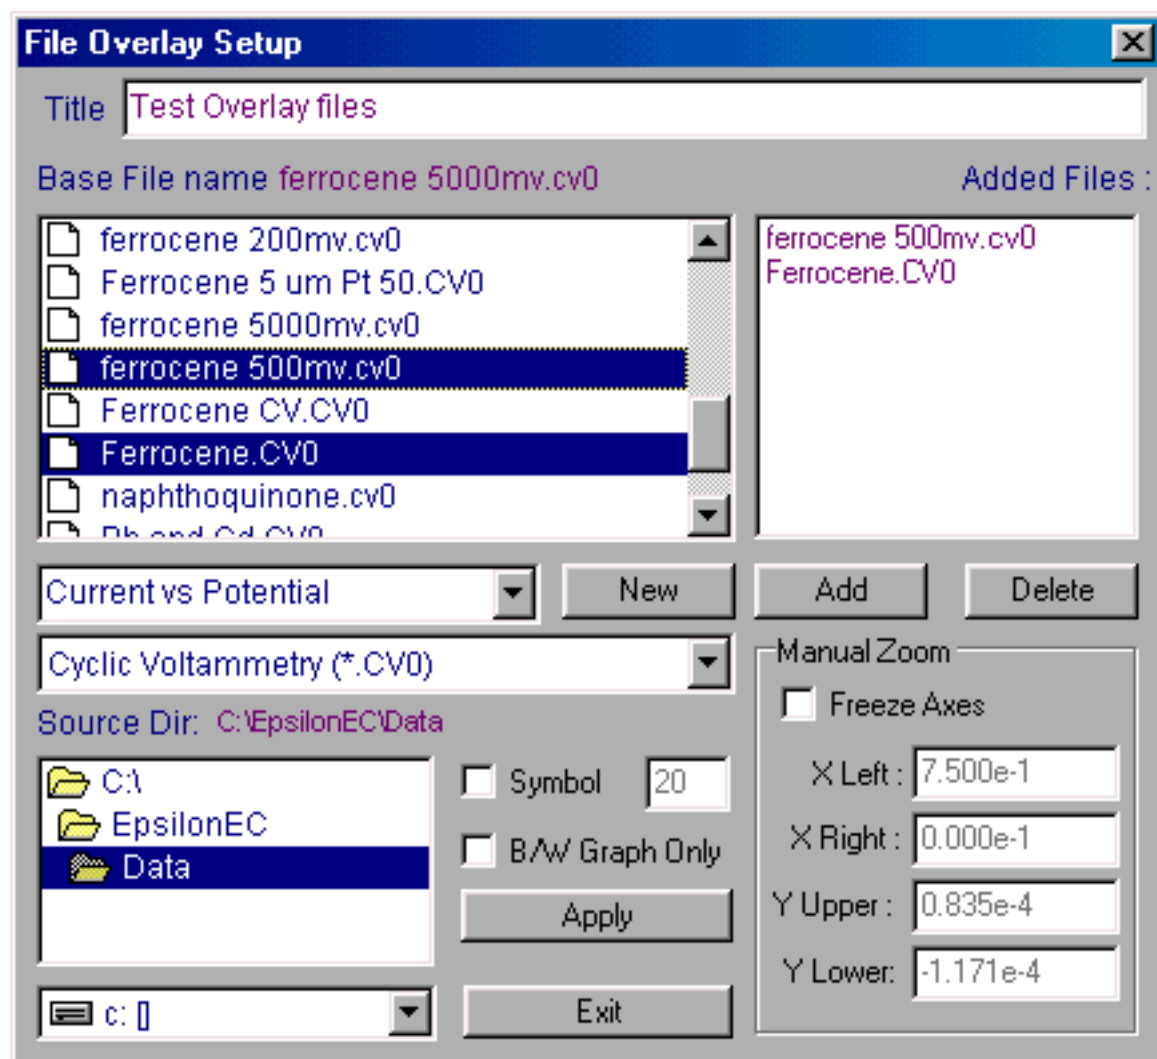 File Overlay Setup
Title Test Overlay files
Base File name ferrocene 5000mv.cv0
Added Files :
ferrocene 200mv.cv0
Ferrocene 5 um Pt 50.CV0
ferrocene 5000mv.cv0
ferrocene 500mv.cv0
Ferrocene CV.CV0
Ferrocene.CV0
naphthoquinone.cv0
ferrocene 500mv.cv0
Ferrocene.CV0
Current vs Potential
New
Add
Delete
Cyclic Voltammetry (*.CV0)
Source Dir: C:\EpsilonEC\Data
C:\
EpsilonEC
Data
c: []
Symbol 20
B/W Graph Only
Apply
Exit
Manual Zoom
Freeze Axes
X Left : 7.500e-1
X Right : 0.000e-1
Y Upper : 0.835e-4
Y Lower: -1.171e-4